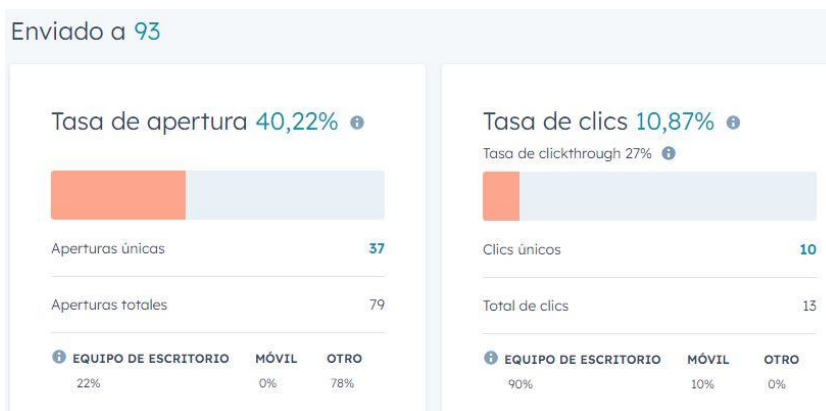 Enviado a 93
Tasa de apertura 40,22%
Aperturas únicas 37
Aperturas totales 79
EQUIPO DE ESCRITORIO MÓVIL OTRO
22% 0% 78%
Tasa de clics 10,87%
Tasa de clickthrough 27%
Clics únicos 10
Total de clics 13
EQUIPO DE ESCRITORIO MÓVIL OTRO
90% 10% 0%